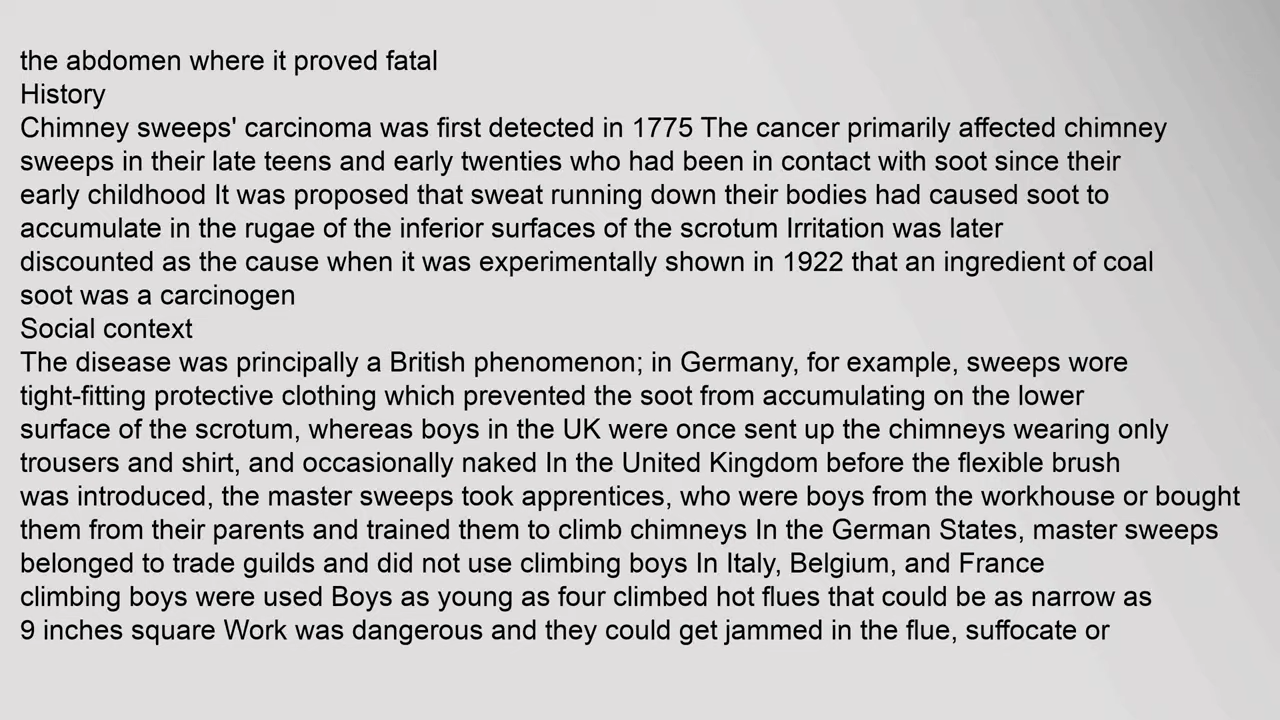 the abdomen where it proved fatal
History
Chimney sweeps' carcinoma was first detected in 1775 The cancer primarily affected chimney
sweeps in their late teens and early twenties who had been in contact with soot since their
early childhood It was proposed that sweat running down their bodies had caused soot to
accumulate in the rugae of the inferior surfaces of the scrotum Irritation was later
discounted as the cause when it was experimentally shown in 1922 that an ingredient of coal
soot was a carcinogen
Social context
The disease was principally a British phenomenon; in Germany, for example, sweeps wore
tight-fitting protective clothing which prevented the soot from accumulating on the lower
surface of the scrotum, whereas boys in the UK were once sent up the chimneys wearing only
trousers and shirt, and occasionally naked In the United Kingdom before the flexible brush
was introduced, the master sweeps took apprentices, who were boys from the workhouse or bought
them from their parents and trained them to climb chimneys In the German States, master sweeps
belonged to trade guilds and did not use climbing boys In Italy, Belgium, and France
climbing boys were used Boys as young as four climbed hot flues that could be as narrow as
9 inches square Work was dangerous and they could get jammed in the flue, suffocate or